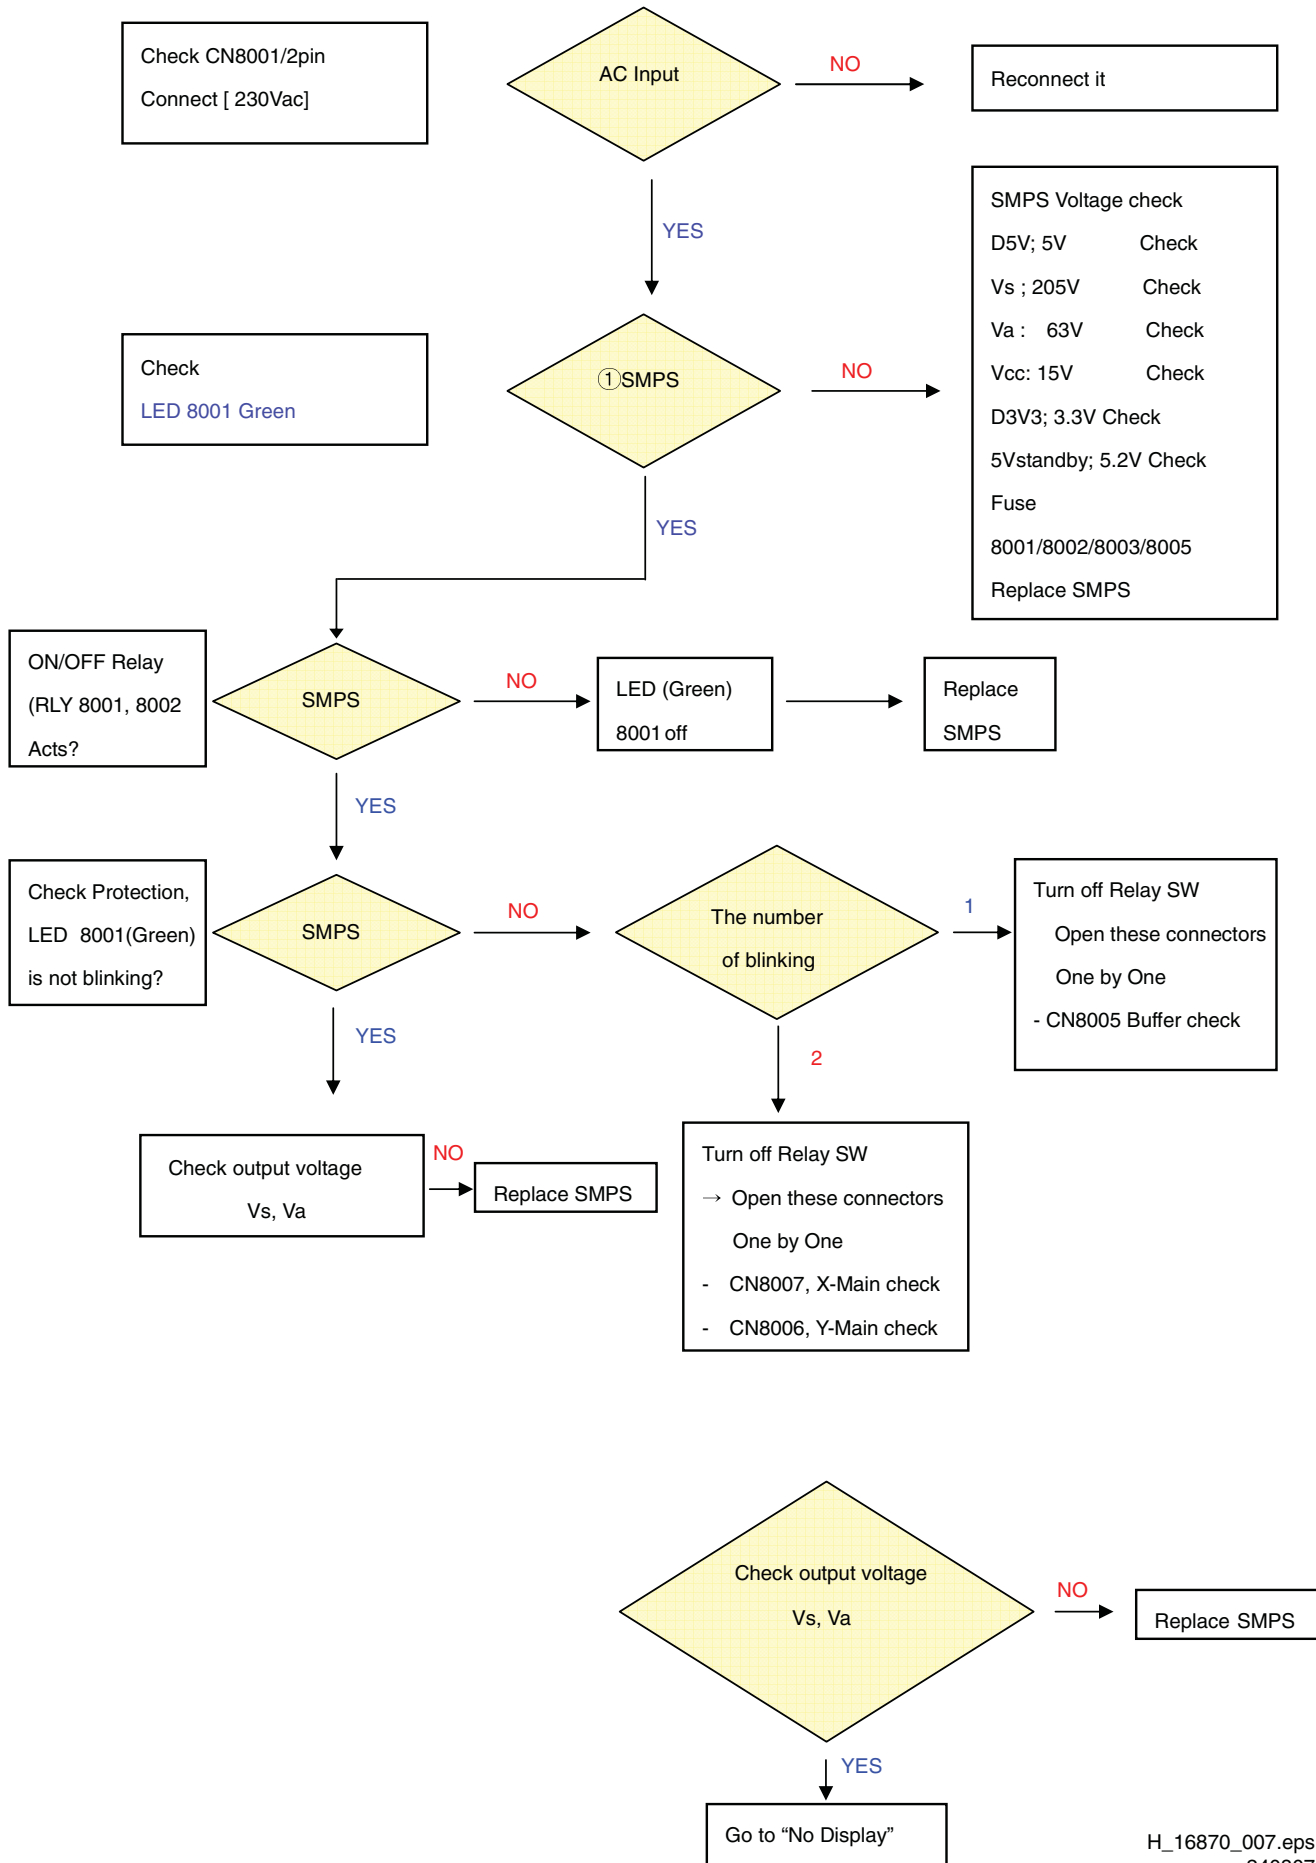 Check CN8001/2pin
Connect [ 230Vac]
AC Input
NO
Reconnect it
YES
Check
LED 8001 Green
①SMPS
NO
SMPS Voltage check
D5V; 5V Check
Vs ; 205V Check
Va : 63V Check
Vcc: 15V Check
D3V3; 3.3V Check
5Vstandby; 5.2V Check
Fuse
8001/8002/8003/8005
Replace SMPS
YES
ON/OFF Relay
(RLY 8001, 8002
Acts?
SMPS
NO
LED (Green)
8001 off
Replace
SMPS
YES
Check Protection,
LED 8001(Green)
is not blinking?
SMPS
NO
The number
of blinking
1
Turn off Relay SW
Open these connectors
One by One
- CN8005 Buffer check
YES
2
Check output voltage
Vs, Va
NO
Replace SMPS
Turn off Relay SW
→ Open these connectors
One by One
- CN8007, X-Main check
- CN8006, Y-Main check
Check output voltage
Vs, Va
NO
Replace SMPS
YES
Go to “No Display”
H_16870_007.eps